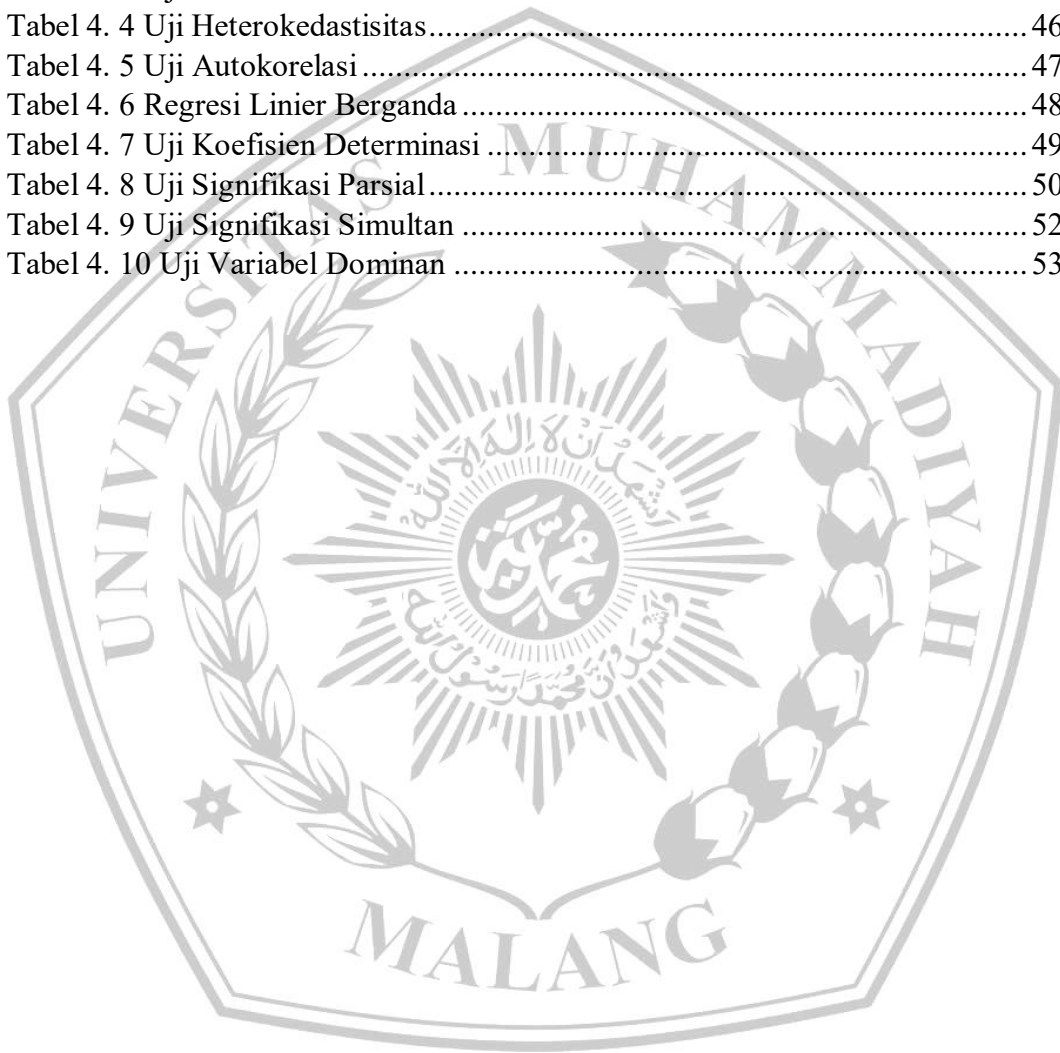 Tabel 4. 4 Uji Heterokedastisitas........................................................................46
Tabel 4. 5 Uji Autokorelasi................................................................................47
Tabel 4. 6 Regresi Linier Berganda....................................................................48
Tabel 4. 7 Uji Koefisien Determinasi.................................................................49
Tabel 4. 8 Uji Signifikasi Parsial........................................................................50
Tabel 4. 9 Uji Signifikasi Simultan....................................................................52
Tabel 4. 10 Uji Variabel Dominan.....................................................................53
UNIVERSITAS MUHAMMADIYAH
MALANG